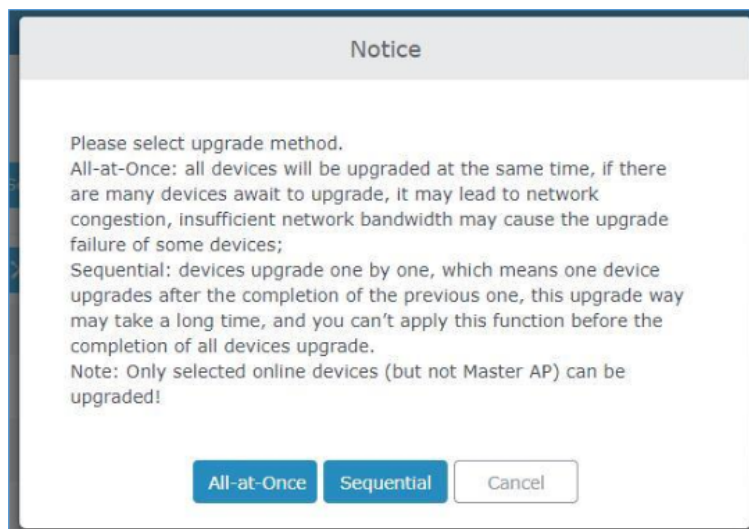 Notice
Please select upgrade method.
All-at-Once: all devices will be upgraded at the same time, if there
are many devices await to upgrade, it may lead to network
congestion, insufficient network bandwidth may cause the upgrade
failure of some devices;
Sequential: devices upgrade one by one, which means one device
upgrades after the completion of the previous one, this upgrade way
may take a long time, and you can’t apply this function before the
completion of all devices upgrade.
Note: Only selected online devices (but not Master AP) can be
upgraded!
All-at-Once Sequential Cancel